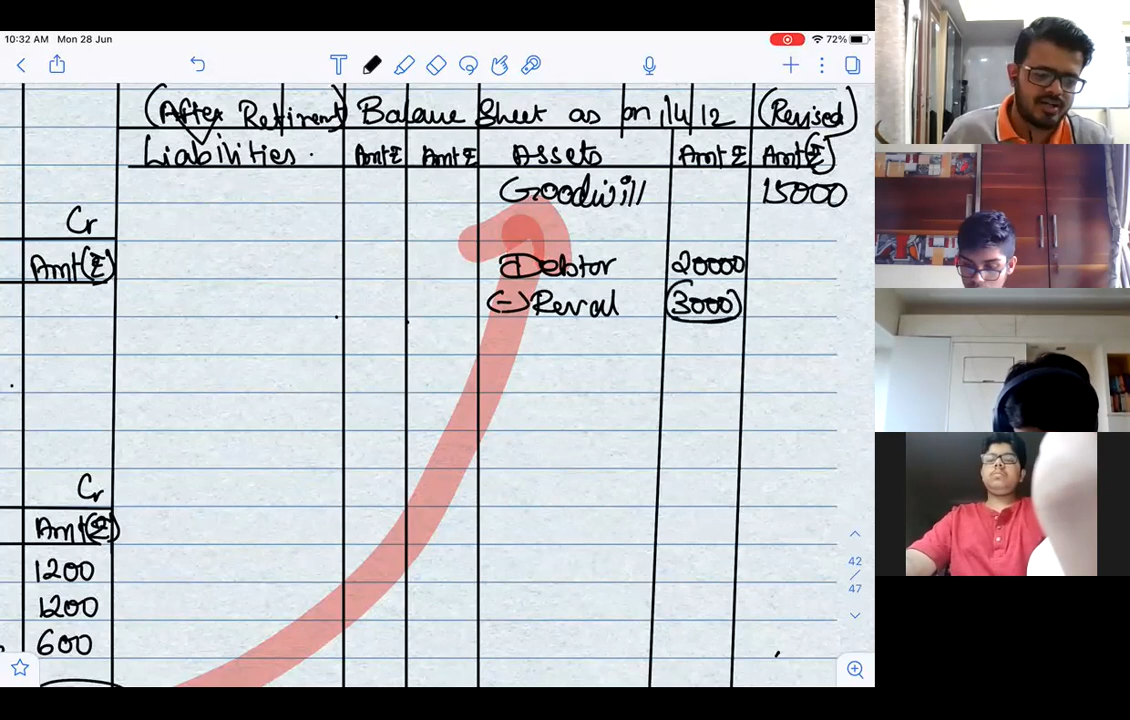 10:32 AM Mon 28 Jun
72%
(After Retirement) Balance Sheet as on 1/4/12 (Revised)
Liabilities. Amt ₹ Amt ₹ Assets Amt ₹ Amt(₹)
Goodwill 15000
Cr
Amt(₹)
Debtor 20000
(-) Reval (3000)
Cr
Amt(₹)
1200
1200
600
42
/
47